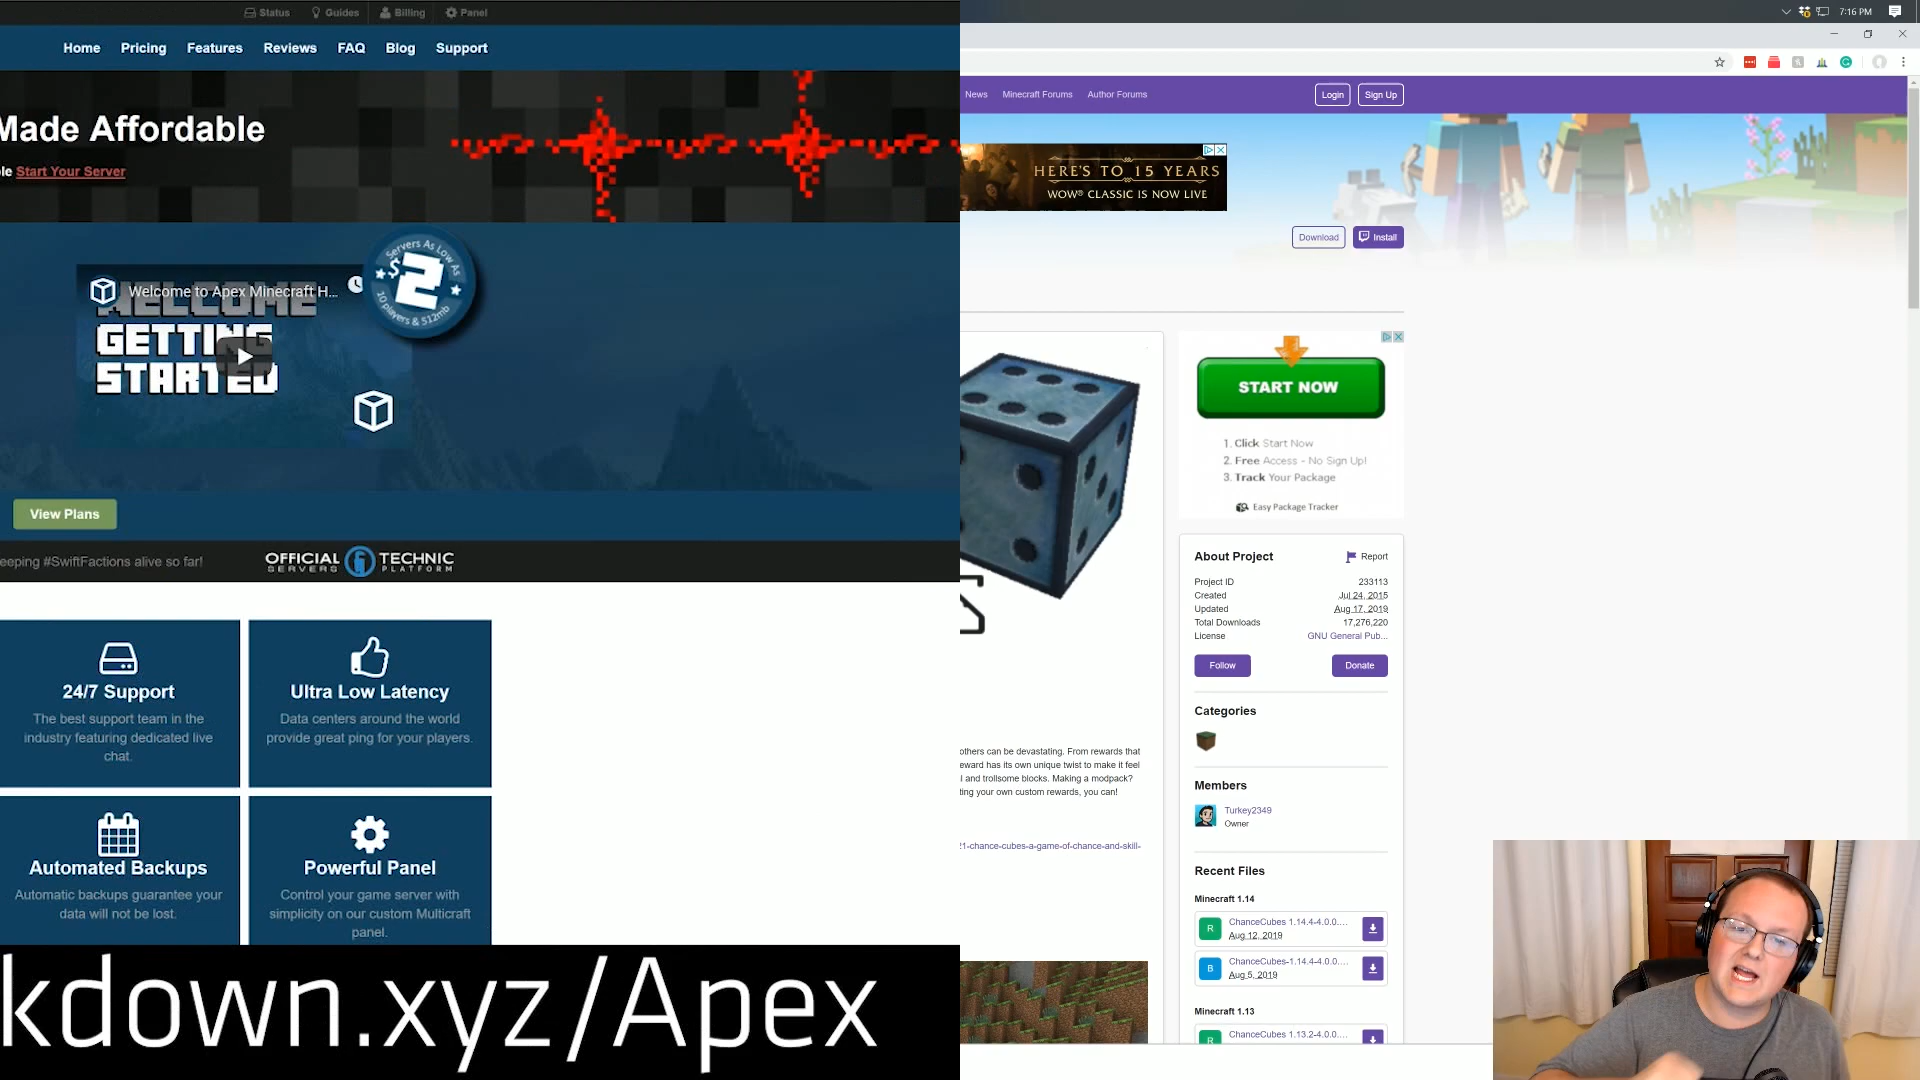 Status Guides Billing Panel
Home Pricing Features Reviews FAQ Blog Support
Made Affordable
Start Your Server
Welcome to Apex Minecraft H...
WELCOME
GETTING
STARTED
Servers As Low As
$2
10 players & 512mb
View Plans
eeping #SwiftFactions alive so far!
OFFICIAL TECHNIC
SERVERS PLATFORM
24/7 Support
The best support team in the
industry featuring dedicated live
chat.
Ultra Low Latency
Data centers around the world
provide great ping for your players.
Automated Backups
Automatic backups guarantee your
data will not be lost.
Powerful Panel
Control your game server with
simplicity on our custom Multicraft
panel.
kdown.xyz/Apex
7:16 PM
News Minecraft Forums Author Forums Login Sign Up
HERE'S TO 15 YEARS
WOW® CLASSIC IS NOW LIVE
Download Install
START NOW
1. Click Start Now
2. Free Access - No Sign Up!
3. Track Your Package
Easy Package Tracker
About Project Report
Project ID 233113
Created Jul 24, 2015
Updated Aug 17, 2019
Total Downloads 17,276,220
License GNU General Pub...
Follow Donate
Categories
others can be devastating. From rewards that
eward has its own unique twist to make it feel
l and trollsome blocks. Making a modpack?
ting your own custom rewards, you can!
21-chance-cubes-a-game-of-chance-and-skill-
Members
Turkey2349
Owner
Recent Files
Minecraft 1.14
R ChanceCubes 1.14.4-4.0.0....
Aug 12, 2019
B ChanceCubes-1.14.4-4.0.0....
Aug 5, 2019
Minecraft 1.13
R ChanceCubes 1.13.2-4.0.0....